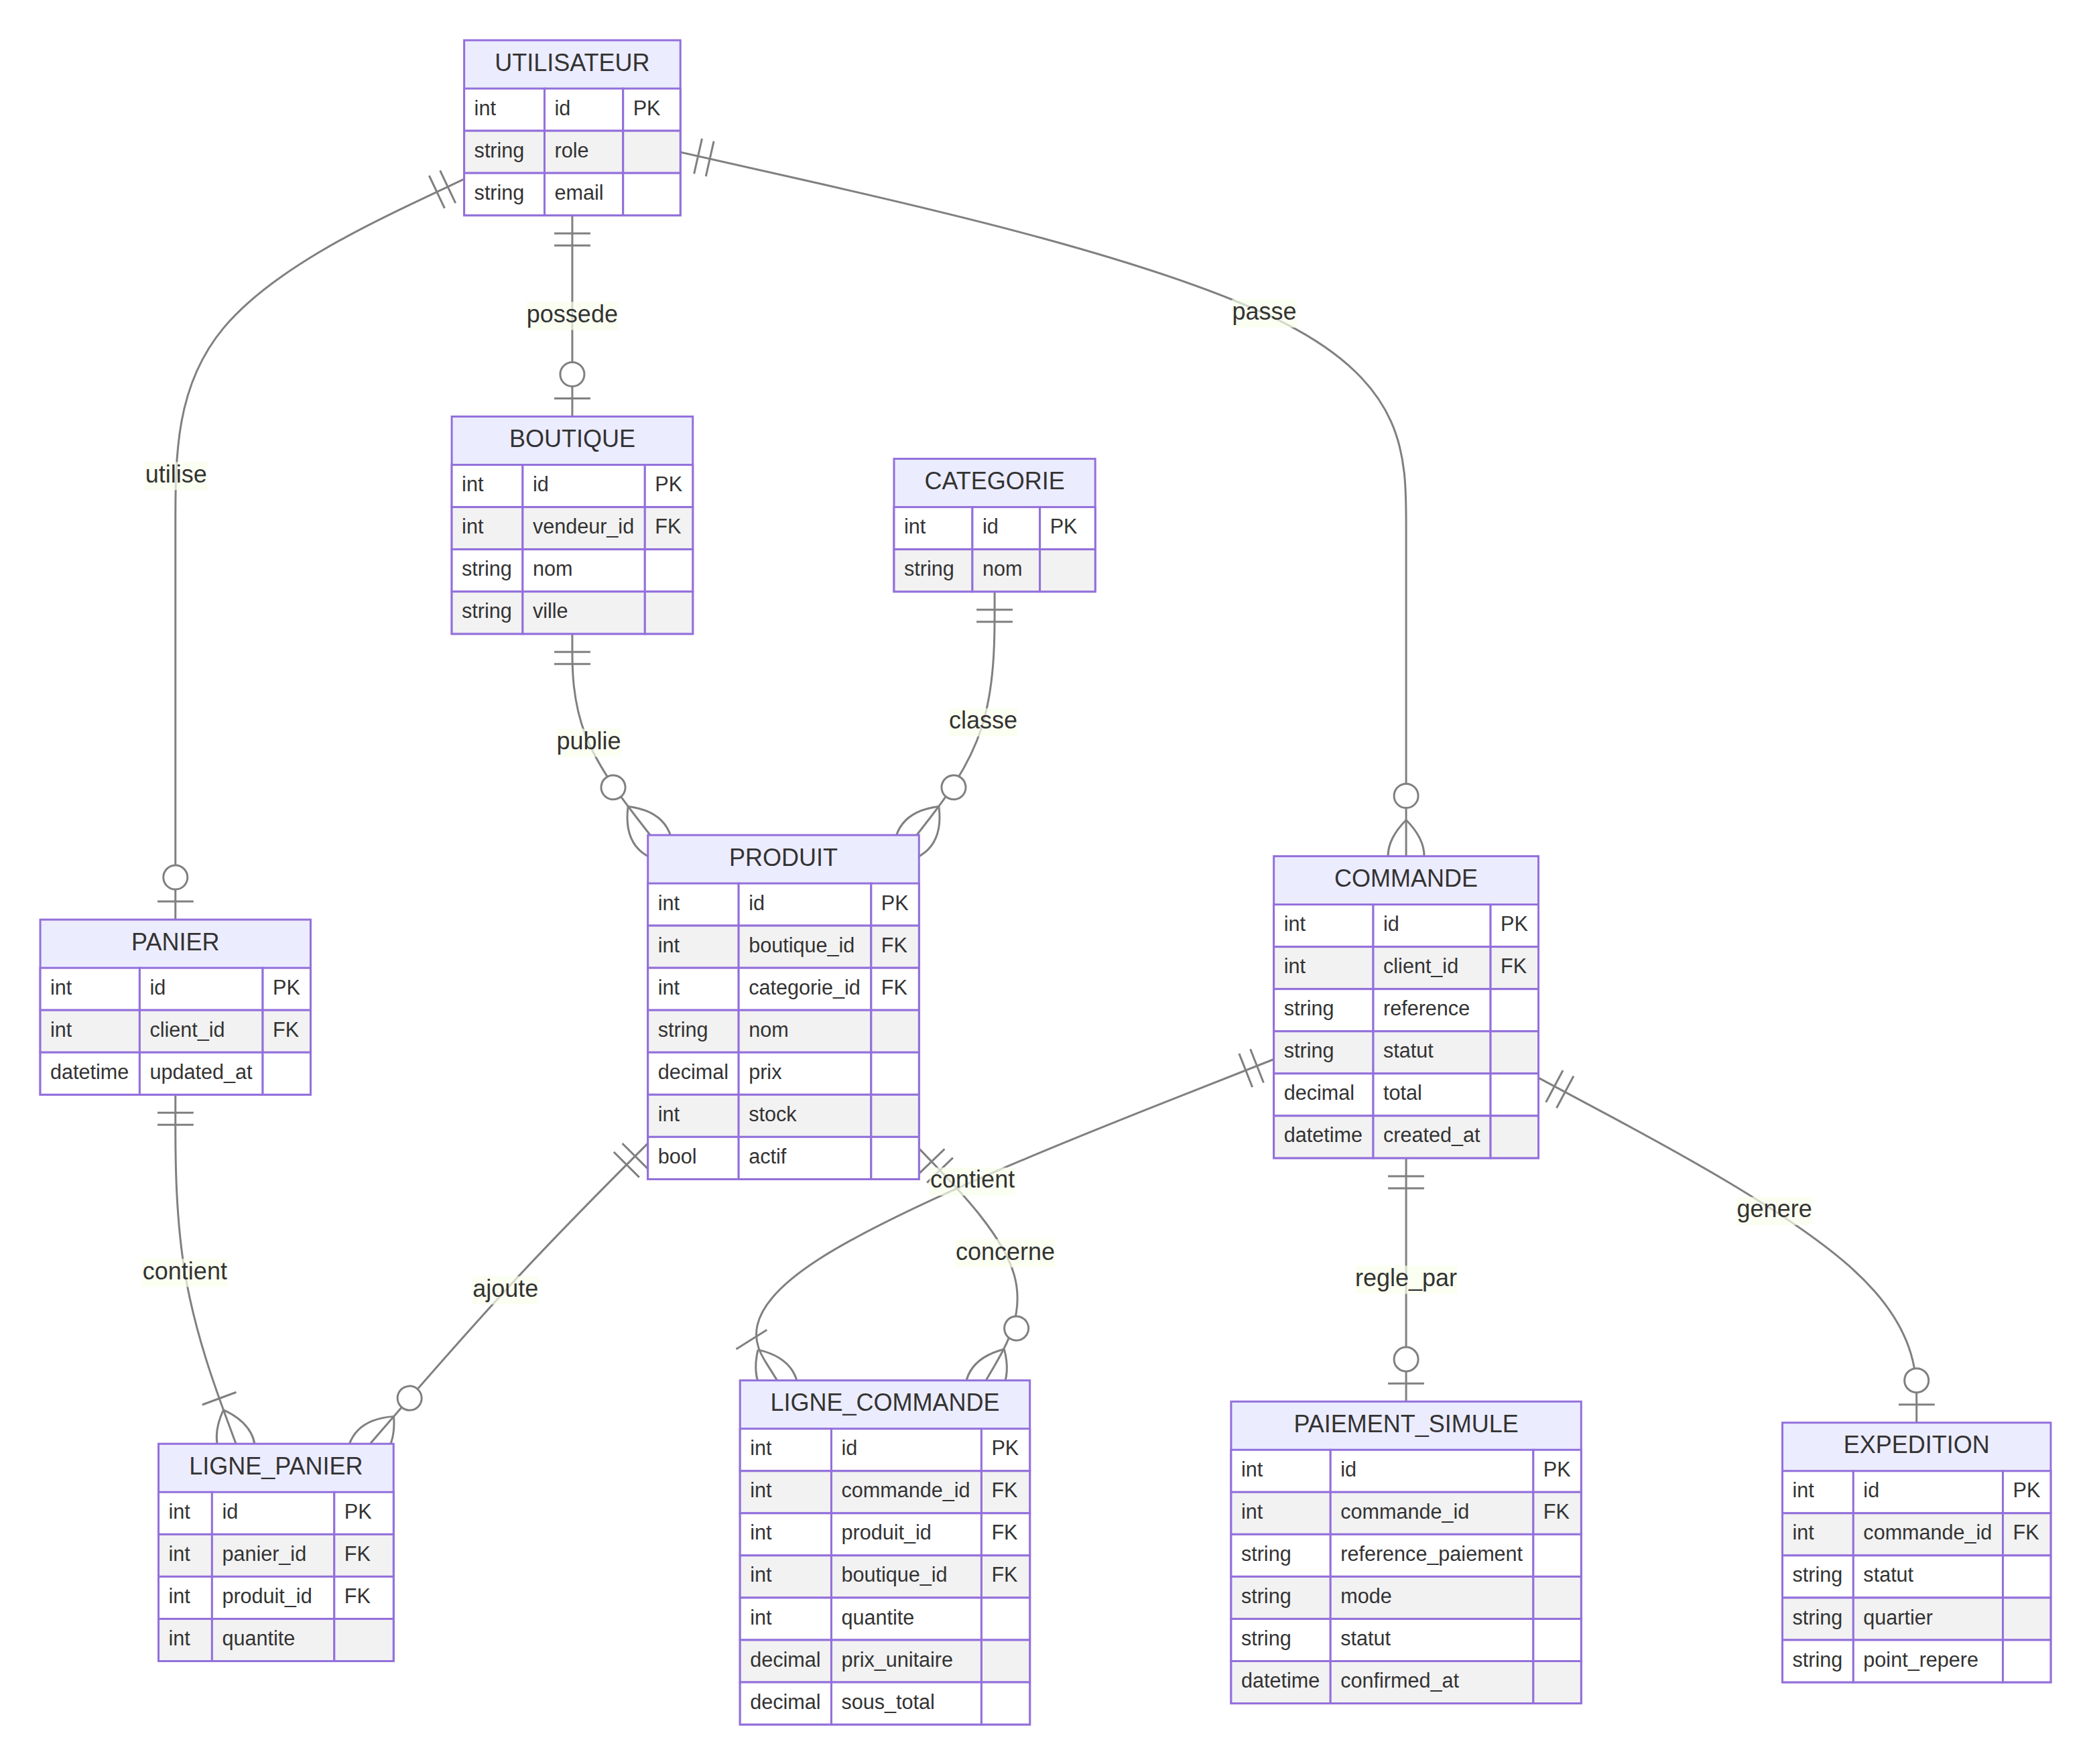 UTILISATEUR
int id PK
string role
string email
possede
passe
utilise
BOUTIQUE
int id PK
int vendeur_id FK
string nom
string ville
CATEGORIE
int id PK
string nom
publie
classe
PANIER
int id PK
int client_id FK
datetime updated_at
PRODUIT
int id PK
int boutique_id FK
int categorie_id FK
string nom
decimal prix
int stock
bool actif
COMMANDE
int id PK
int client_id FK
string reference
string statut
decimal total
datetime created_at
contient
ajoute
contient
concerne
regle_par
genere
LIGNE_PANIER
int id PK
int panier_id FK
int produit_id FK
int quantite
LIGNE_COMMANDE
int id PK
int commande_id FK
int produit_id FK
int boutique_id FK
int quantite
decimal prix_unitaire
decimal sous_total
PAIEMENT_SIMULE
int id PK
int commande_id FK
string reference_paiement
string mode
string statut
datetime confirmed_at
EXPEDITION
int id PK
int commande_id FK
string statut
string quartier
string point_repere